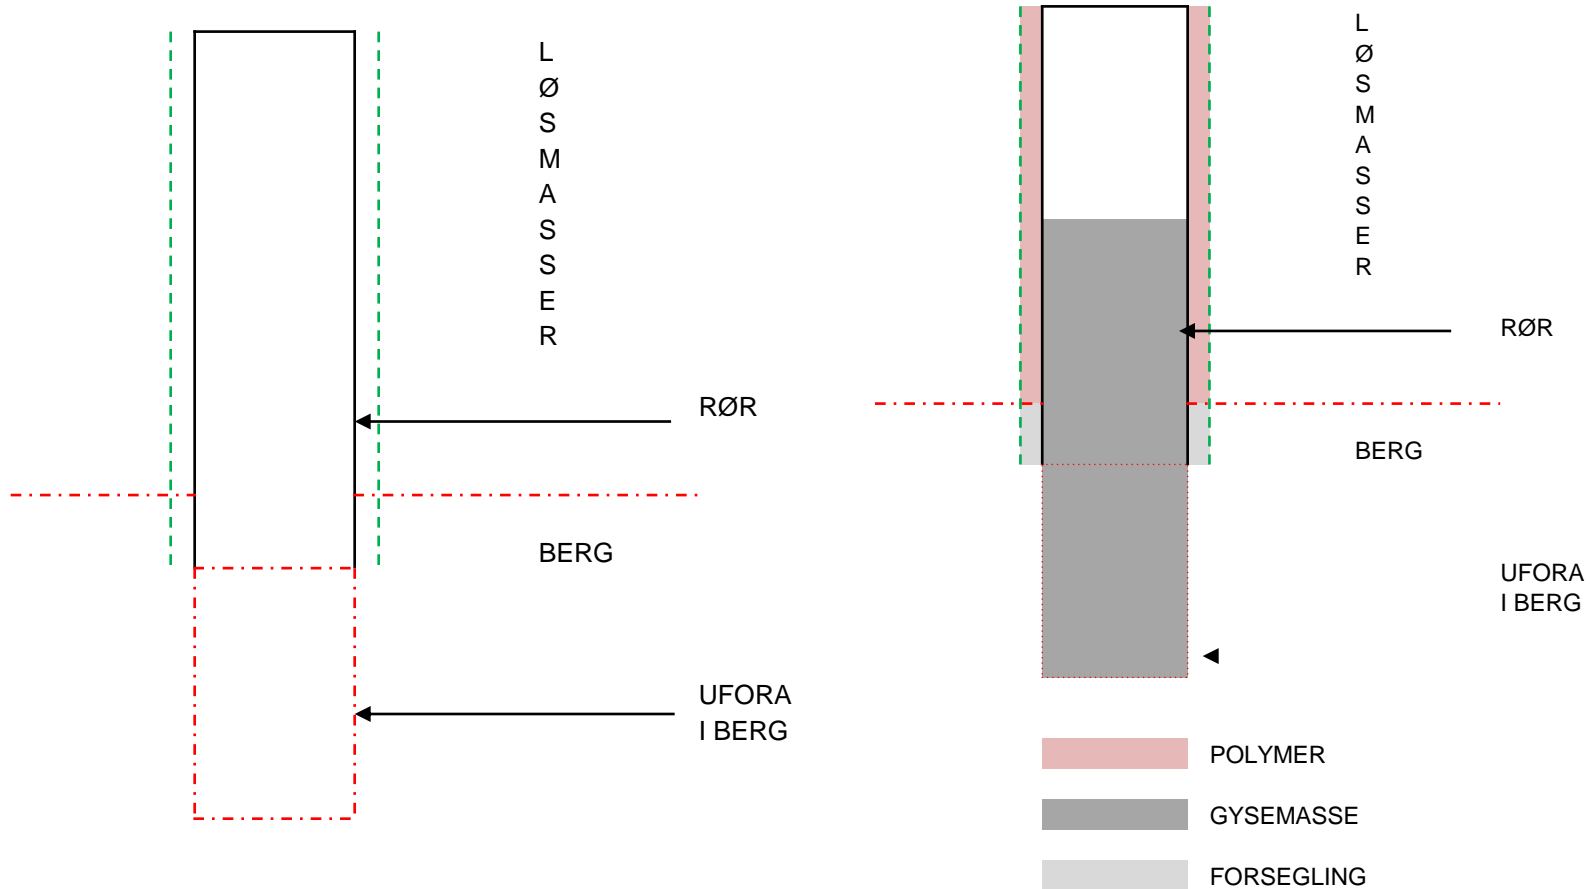 L
Ø
S
M
A
S
S
E
R
RØR
BERG
UFORA
I BERG
L
Ø
S
M
A
S
S
E
R
RØR
BERG
UFORA
I BERG
POLYMER
GYSEMASSE
FORSEGLING